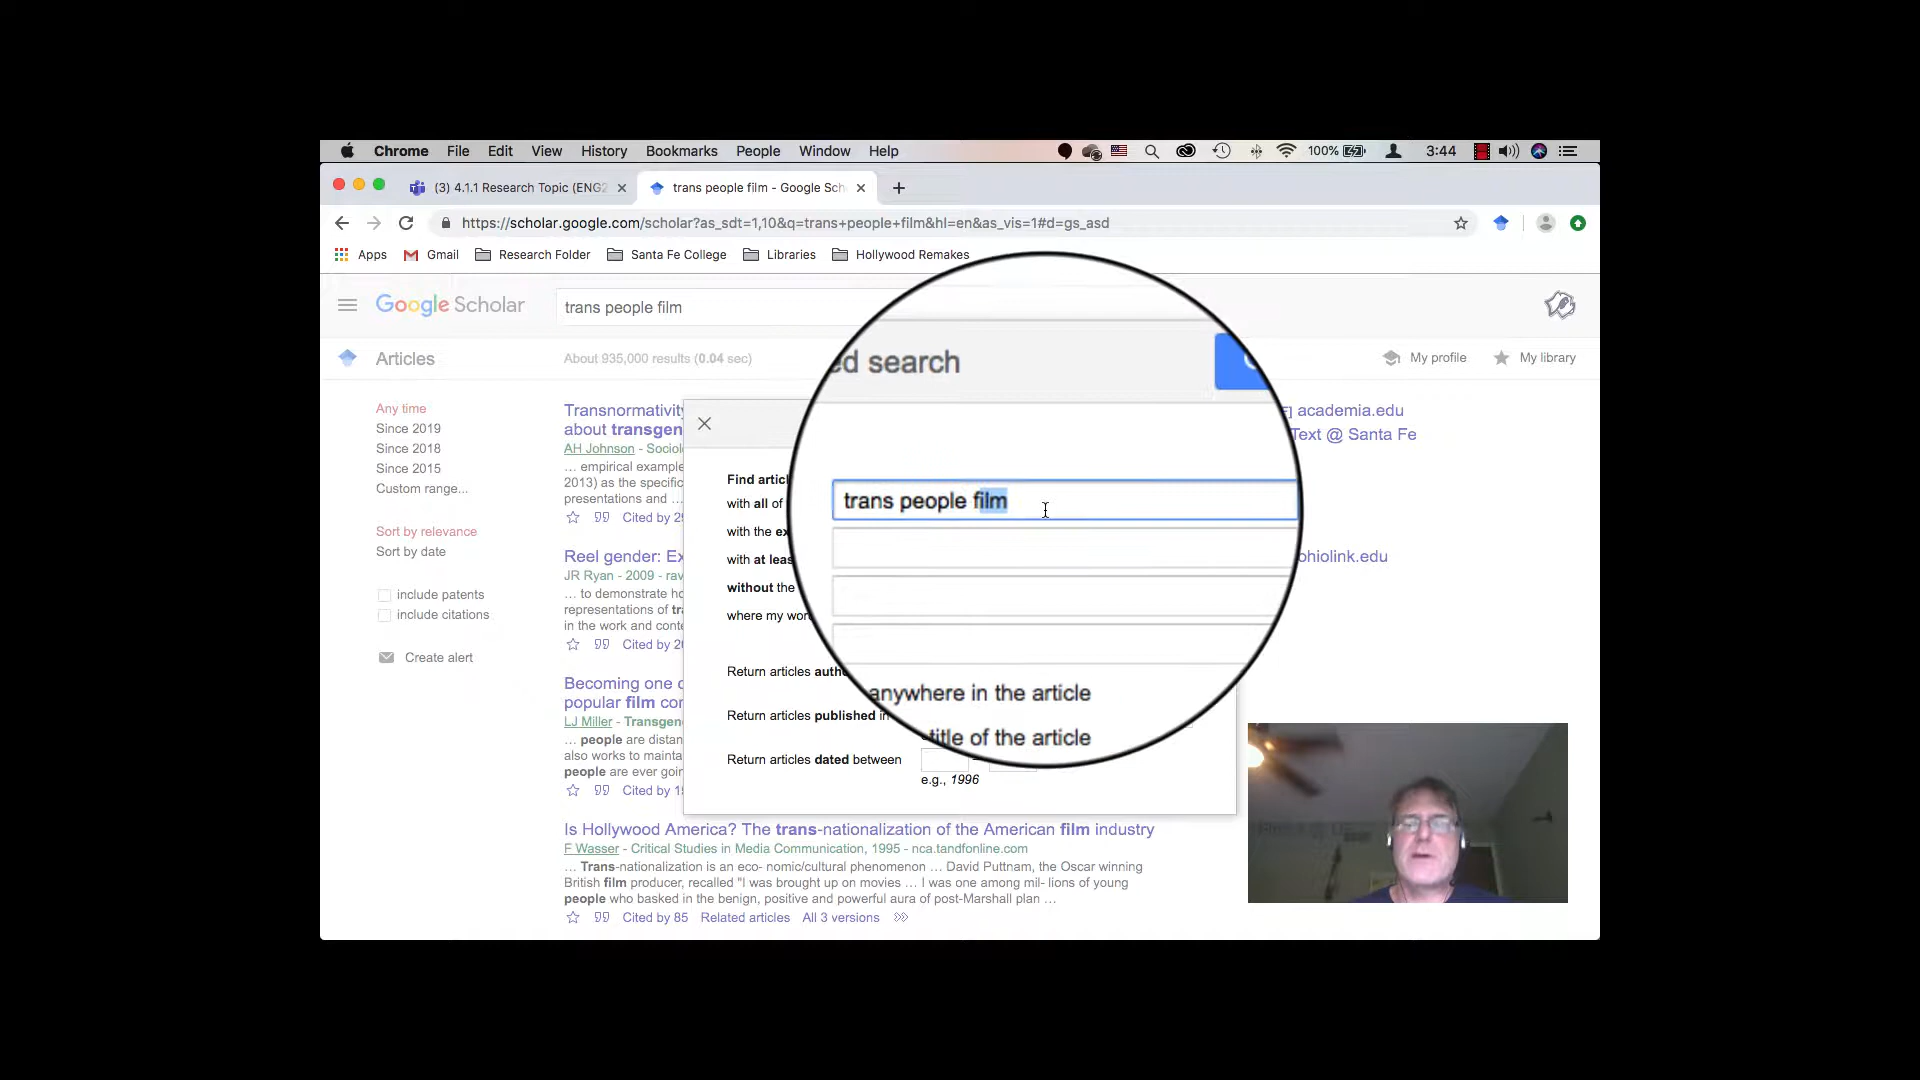 Chrome File Edit View History Bookmarks People Window Help 100% 3:44
(3) 4.1.1 Research Topic (ENG2 trans people film - Google Sch
https://scholar.google.com/scholar?as_sdt=1,10&q=trans+people+film&hl=en&as_vis=1#d=gs_asd
Apps Gmail Research Folder Santa Fe College Libraries Hollywood Remakes
Google Scholar trans people film
Articles About 935,000 results (0.04 sec) My profile My library
ed search
Any time
Since 2019
Since 2018
Since 2015
Custom range...
Sort by relevance
Sort by date
include patents
include citations
Create alert
Transnormativity
about transgen
AH Johnson - Sociol
… empirical example
2013) as the specific
presentations and …
Cited by 29
Reel gender: Ex
JR Ryan - 2009 - rav
… to demonstrate ho
representations of tra
in the work and conte
Cited by 20
Becoming one o
popular film con
LJ Miller - Transgen
… people are distan
also works to mainta
people are ever goin
Cited by 15
Is Hollywood America? The trans-nationalization of the American film industry
F Wasser - Critical Studies in Media Communication, 1995 - nca.tandfonline.com
… Trans-nationalization is an eco- nomic/cultural phenomenon … David Puttnam, the Oscar winning
British film producer, recalled "I was brought up on movies … I was one among mil- lions of young
people who basked in the benign, positive and powerful aura of post-Marshall plan …
Cited by 85 Related articles All 3 versions
Find articl
with all of
with the ex
with at leas
without the
where my wor
Return articles autho
Return articles published in
Return articles dated between
e.g., 1996
trans people film
anywhere in the article
title of the article
academia.edu
Text @ Santa Fe
ohiolink.edu